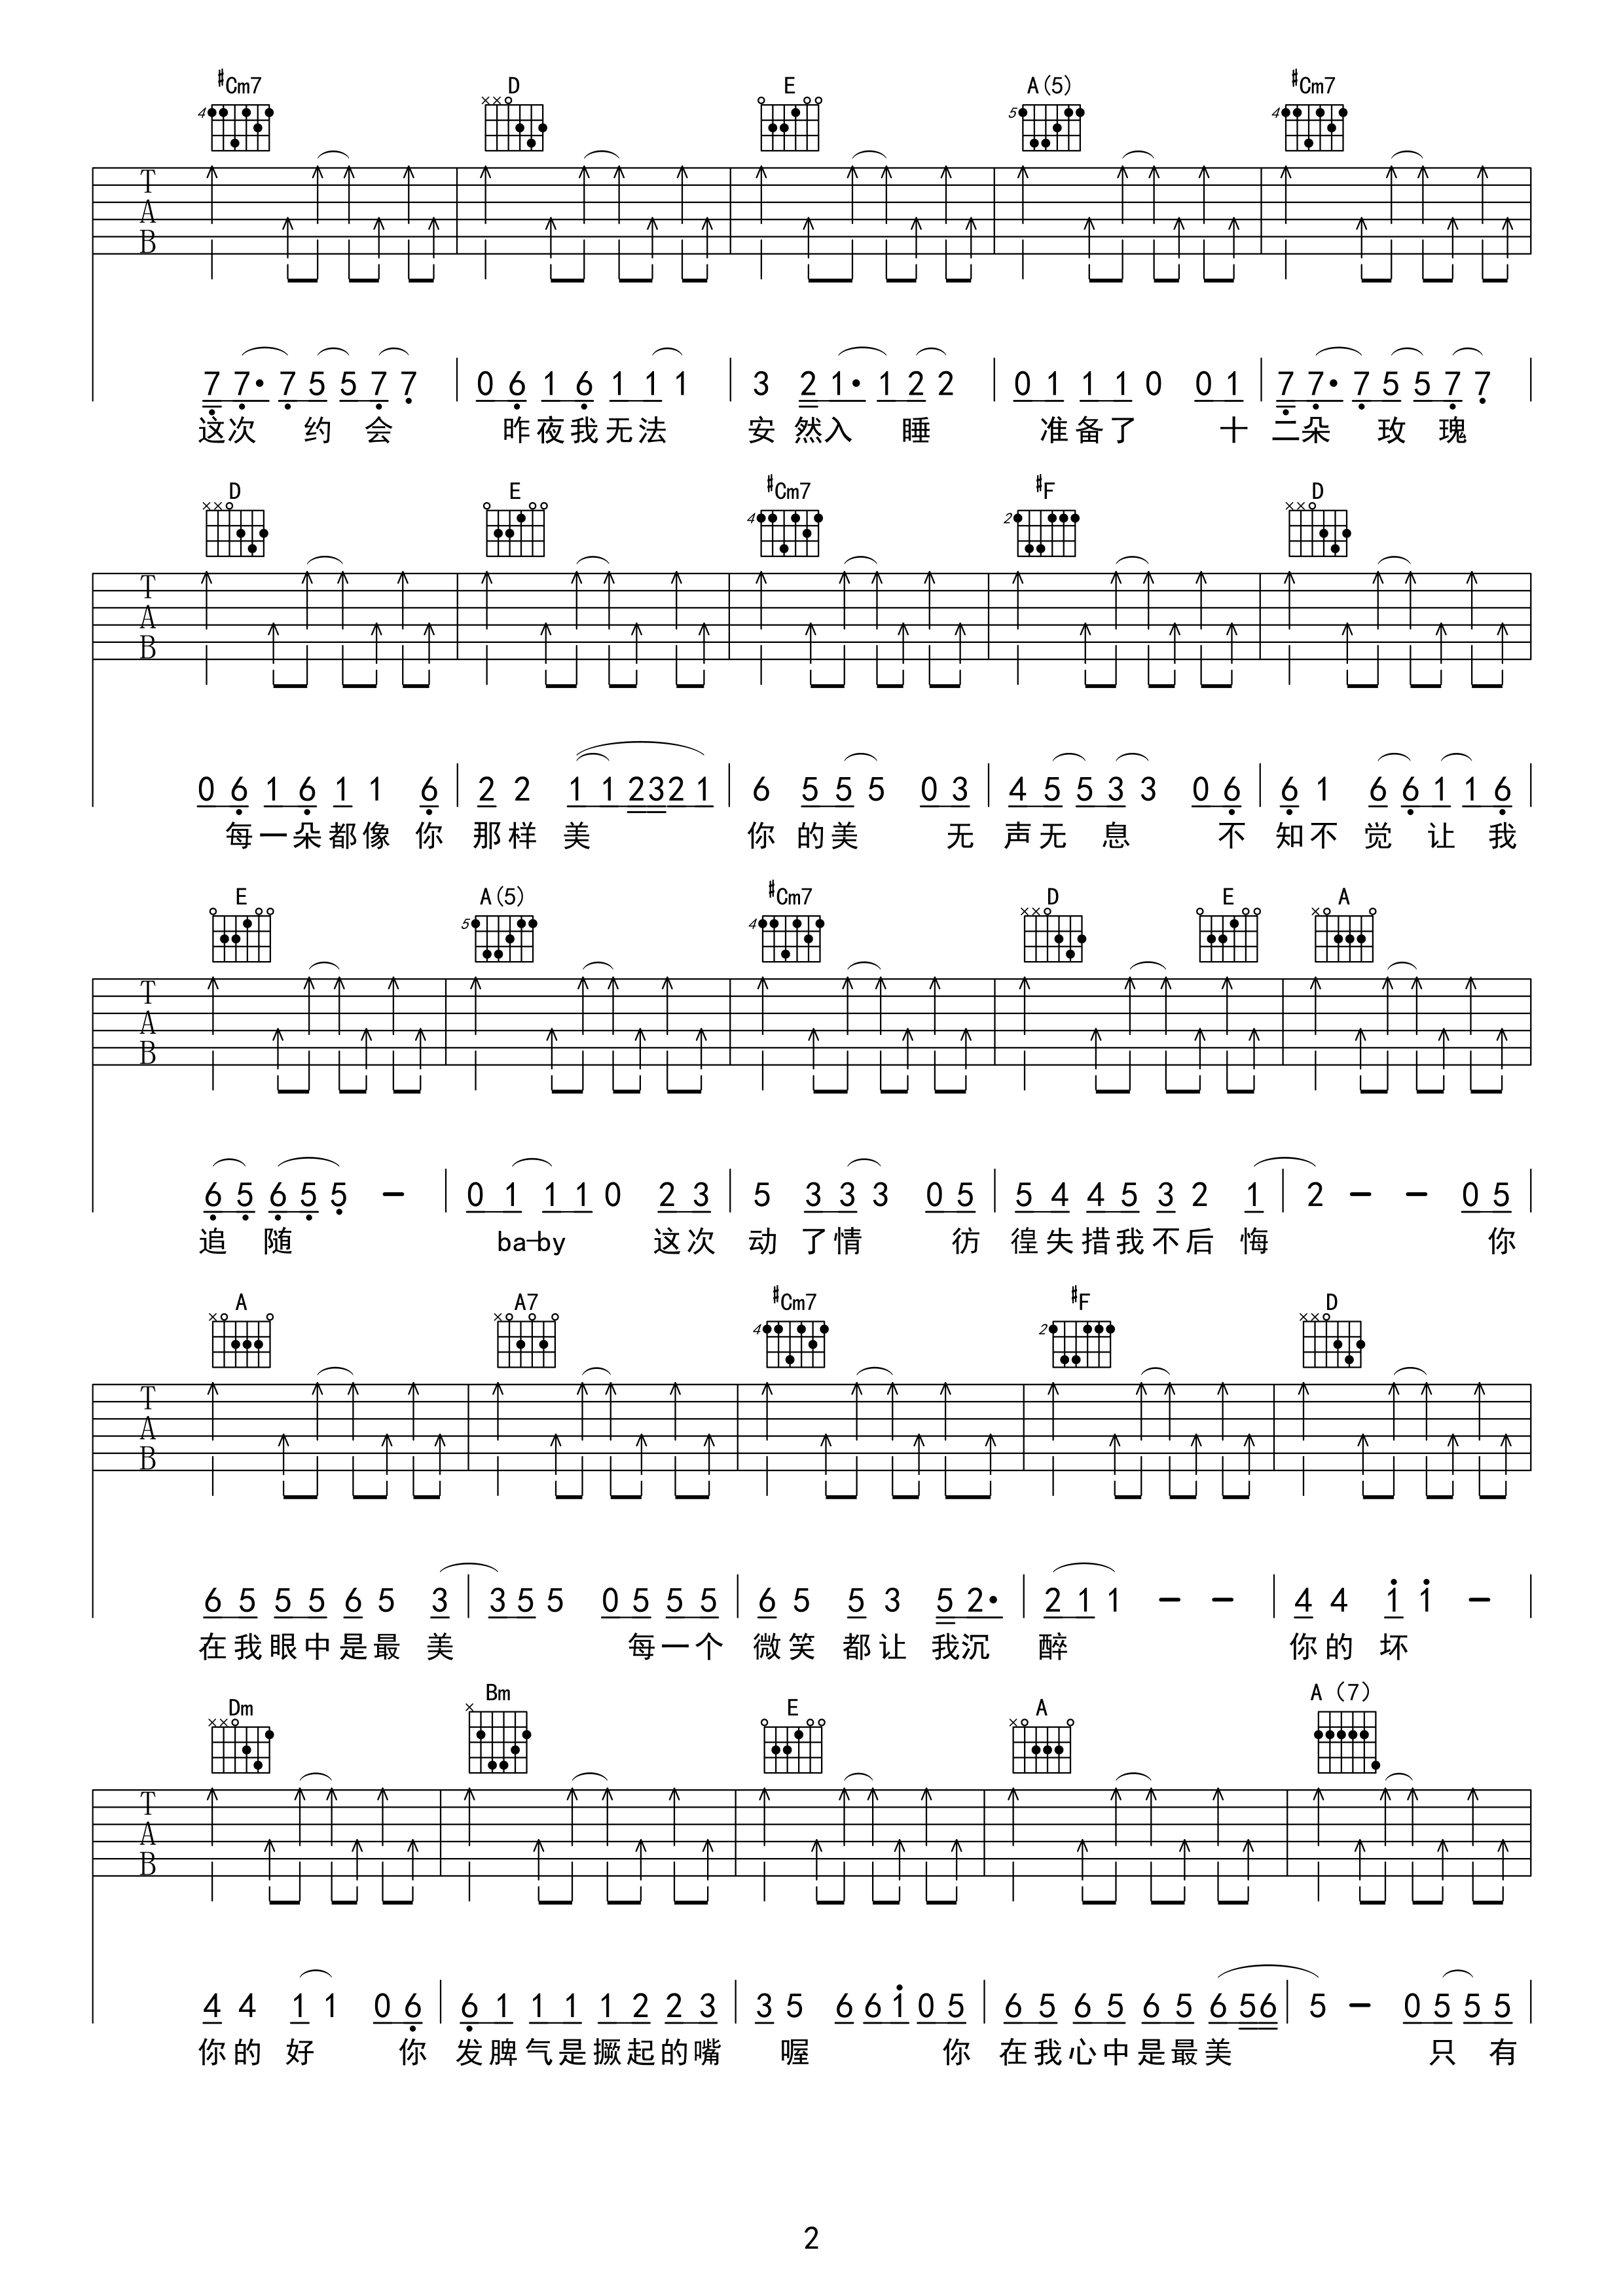 #Cm7 D E A(5) #Cm7
4 5 4
T
A
B
7 7· 7 5 5 7 7 | 0 6 1 6 1 1 1 | 3 2 1· 1 2 2 | 0 1 1 1 0 0 1 | 7 7· 7 5 5 7 7 |
这次 约 会 昨夜我无法 安 然入 睡 准备了 十 二朵 玫 瑰
D E #Cm7 #F D
4 2
T
A
B
0 6 1 6 1 1 6 | 2 2 1 1 2321 | 6 5 5 5 0 3 | 4 5 5 3 3 0 6 | 6 1 6 6 1 1 6 |
每一朵都像 你 那样 美 你 的美 无 声无 息 不 知不 觉 让 我
E A(5) #Cm7 D E A
5 4
T
A
B
6 5 6 5 5 – | 0 1 1 1 0 2 3 | 5 3 3 3 0 5 | 5 4 4 5 3 2 1 | 2 – – 0 5 |
追 随 ba-by 这次 动 了情 彷 徨失措我不后 悔 你
A A7 #Cm7 #F D
4 2
T
A
B
6 5 5 5 6 5 3 | 3 5 5 0 5 5 5 | 6 5 5 3 5 2· | 2 1 1 – – | 4 4 1 1 – |
在我眼中是最 美 每一个 微笑 都让 我沉 醉 你的 坏
Dm Bm E A A (7)
T
A
B
4 4 1 1 0 6 | 6 1 1 1 1 2 2 3 | 3 5 6 6 1 0 5 | 6 5 6 5 6 5 6 56 | 5 – 0 5 5 5 |
你的 好 你 发脾气是撅起的嘴 喔 你 在我心中是最美 只 有
2